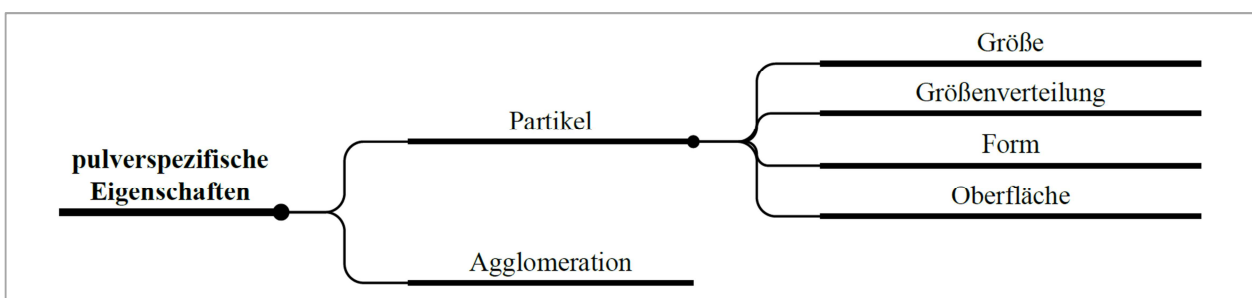 pulverspezifische
Eigenschaften
Partikel
Agglomeration
Größe
Größenverteilung
Form
Oberfläche